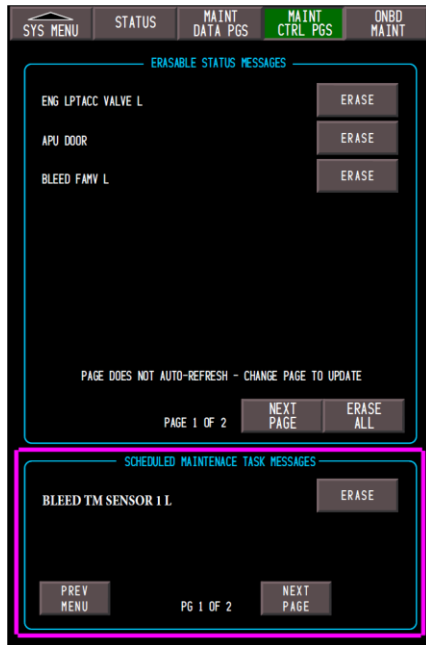 SYS MENU
STATUS
MAINT
DATA PGS
MAINT
CTRL PGS
ONBD
MAINT
ERASABLE STATUS MESSAGES
ENG LPTACC VALVE L
ERASE
APU DOOR
ERASE
BLEED FAMV L
ERASE
PAGE DOES NOT AUTO-REFRESH - CHANGE PAGE TO UPDATE
PAGE 1 OF 2
NEXT
PAGE
ERASE
ALL
SCHEDULED MAINTENACE TASK MESSAGES
BLEED TM SENSOR 1 L
ERASE
PREV
MENU
PG 1 OF 2
NEXT
PAGE